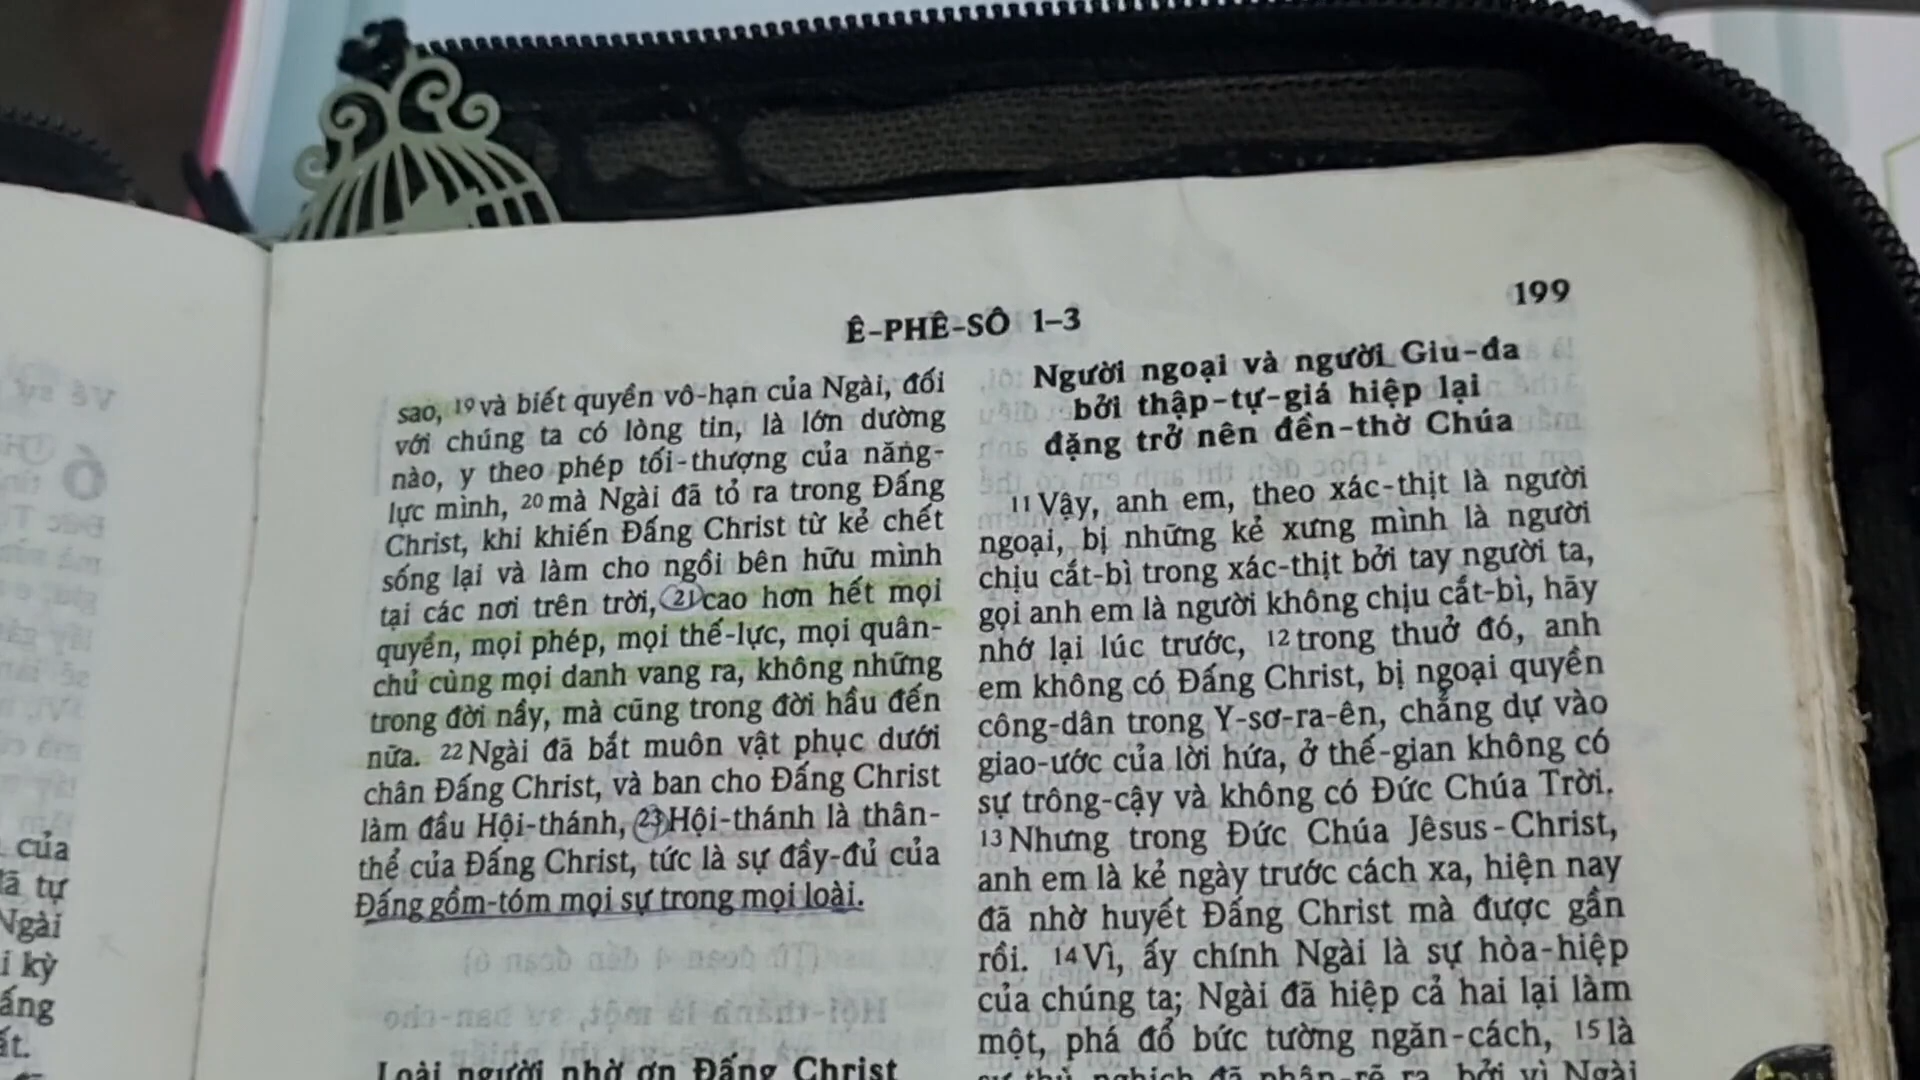 Ê-PHÊ-SÔ 1-3
199
sao, 19 và biết quyền vô-hạn của Ngài, đối
với chúng ta có lòng tin, là lớn dường
nào, y theo phép tối-thượng của năng-
lực mình, 20 mà Ngài đã tỏ ra trong Đấng
Christ, khi khiến Đấng Christ từ kẻ chết
sống lại và làm cho ngồi bên hữu mình
tại các nơi trên trời, 21 cao hơn hết mọi
quyền, mọi phép, mọi thế-lực, mọi quân-
chủ cùng mọi danh vang ra, không những
trong đời nầy, mà cũng trong đời hầu đến
nữa. 22 Ngài đã bắt muôn vật phục dưới
chân Đấng Christ, và ban cho Đấng Christ
làm đầu Hội-thánh, 23 Hội-thánh là thân-
thể của Đấng Christ, tức là sự đầy-đủ của
Đấng gồm-tóm mọi sự trong mọi loài.
Loài người nhờ ơn Đấng Christ
Người ngoại và người Giu-đa
bởi thập-tự-giá hiệp lại
đặng trở nên đền-thờ Chúa
11 Vậy, anh em, theo xác-thịt là người
ngoại, bị những kẻ xưng mình là người
chịu cắt-bì trong xác-thịt bởi tay người ta,
gọi anh em là người không chịu cắt-bì, hãy
nhớ lại lúc trước, 12 trong thuở đó, anh
em không có Đấng Christ, bị ngoại quyền
công-dân trong Y-sơ-ra-ên, chẳng dự vào
giao-ước của lời hứa, ở thế-gian không có
sự trông-cậy và không có Đức Chúa Trời.
13 Nhưng trong Đức Chúa Jêsus-Christ,
anh em là kẻ ngày trước cách xa, hiện nay
đã nhờ huyết Đấng Christ mà được gần
rồi. 14 Vì, ấy chính Ngài là sự hòa-hiệp
của chúng ta; Ngài đã hiệp cả hai lại làm
một, phá đổ bức tường ngăn-cách, 15 là
sự thù nghịch đã phân-rẽ ra, bởi vì Ngài
của
tự
Ngài
kỳ